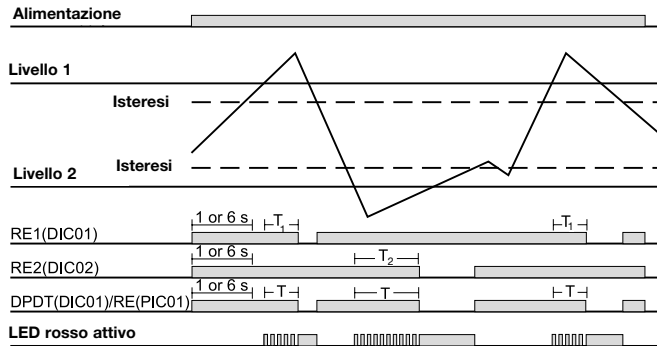 Alimentazione
Livello 1
Isteresi
Isteresi
Livello 2
1 or 6 s T1 T1
RE1(DIC01)
1 or 6 s T2
RE2(DIC02)
1 or 6 s T T T
DPDT(DIC01)/RE(PIC01)
LED rosso attivo